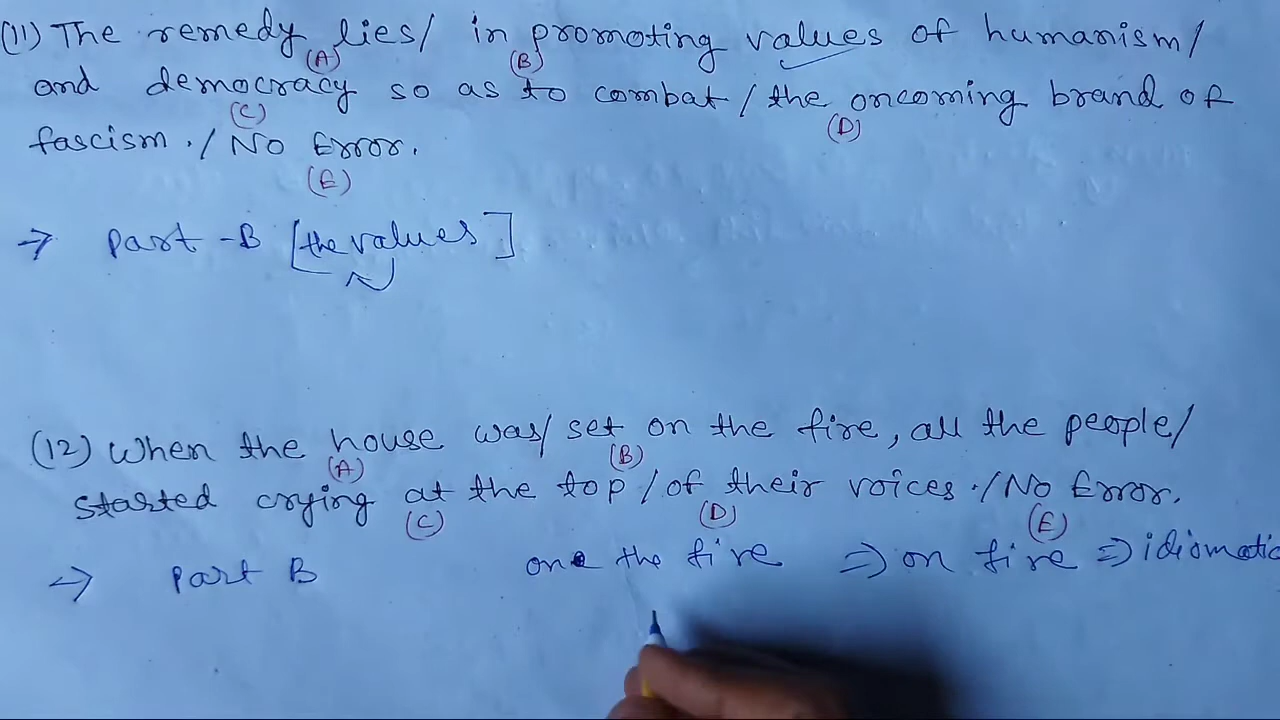 (11) The remedy lies/ in promoting values of humanism/
(A) (B)
and democracy so as to combat / the oncoming brand of
(C) (D)
fascism ./ No Error.
(E)
→ part -B [the values]
(12) When the house was/ set on the fire, all the people/
(A) (B)
started crying at the top / of their voices ./ No Error.
(C) (D) (E)
→ part B one the fire ⇒ on fire ⇒ idiomatic